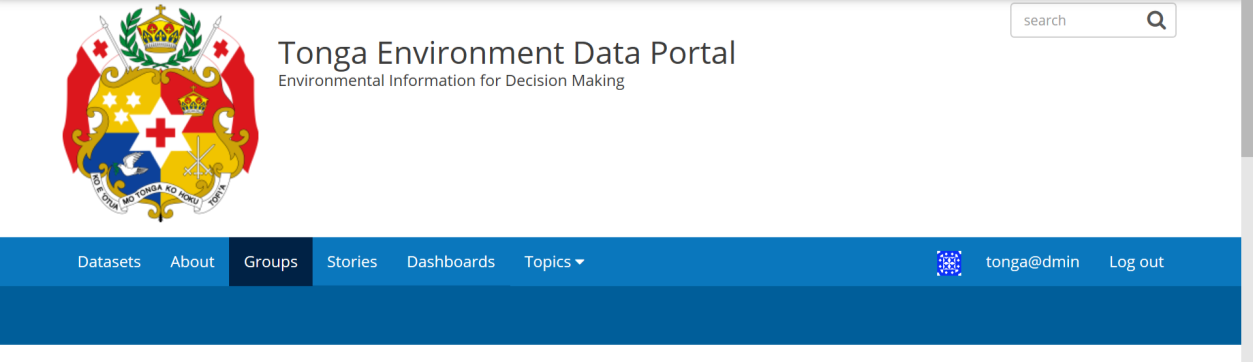 search
Tonga Environment Data Portal
Environmental Information for Decision Making
KO E 'OTUA MO TONGA KO HOKU TOFI'A
Datasets About Groups Stories Dashboards Topics tonga@dmin Log out